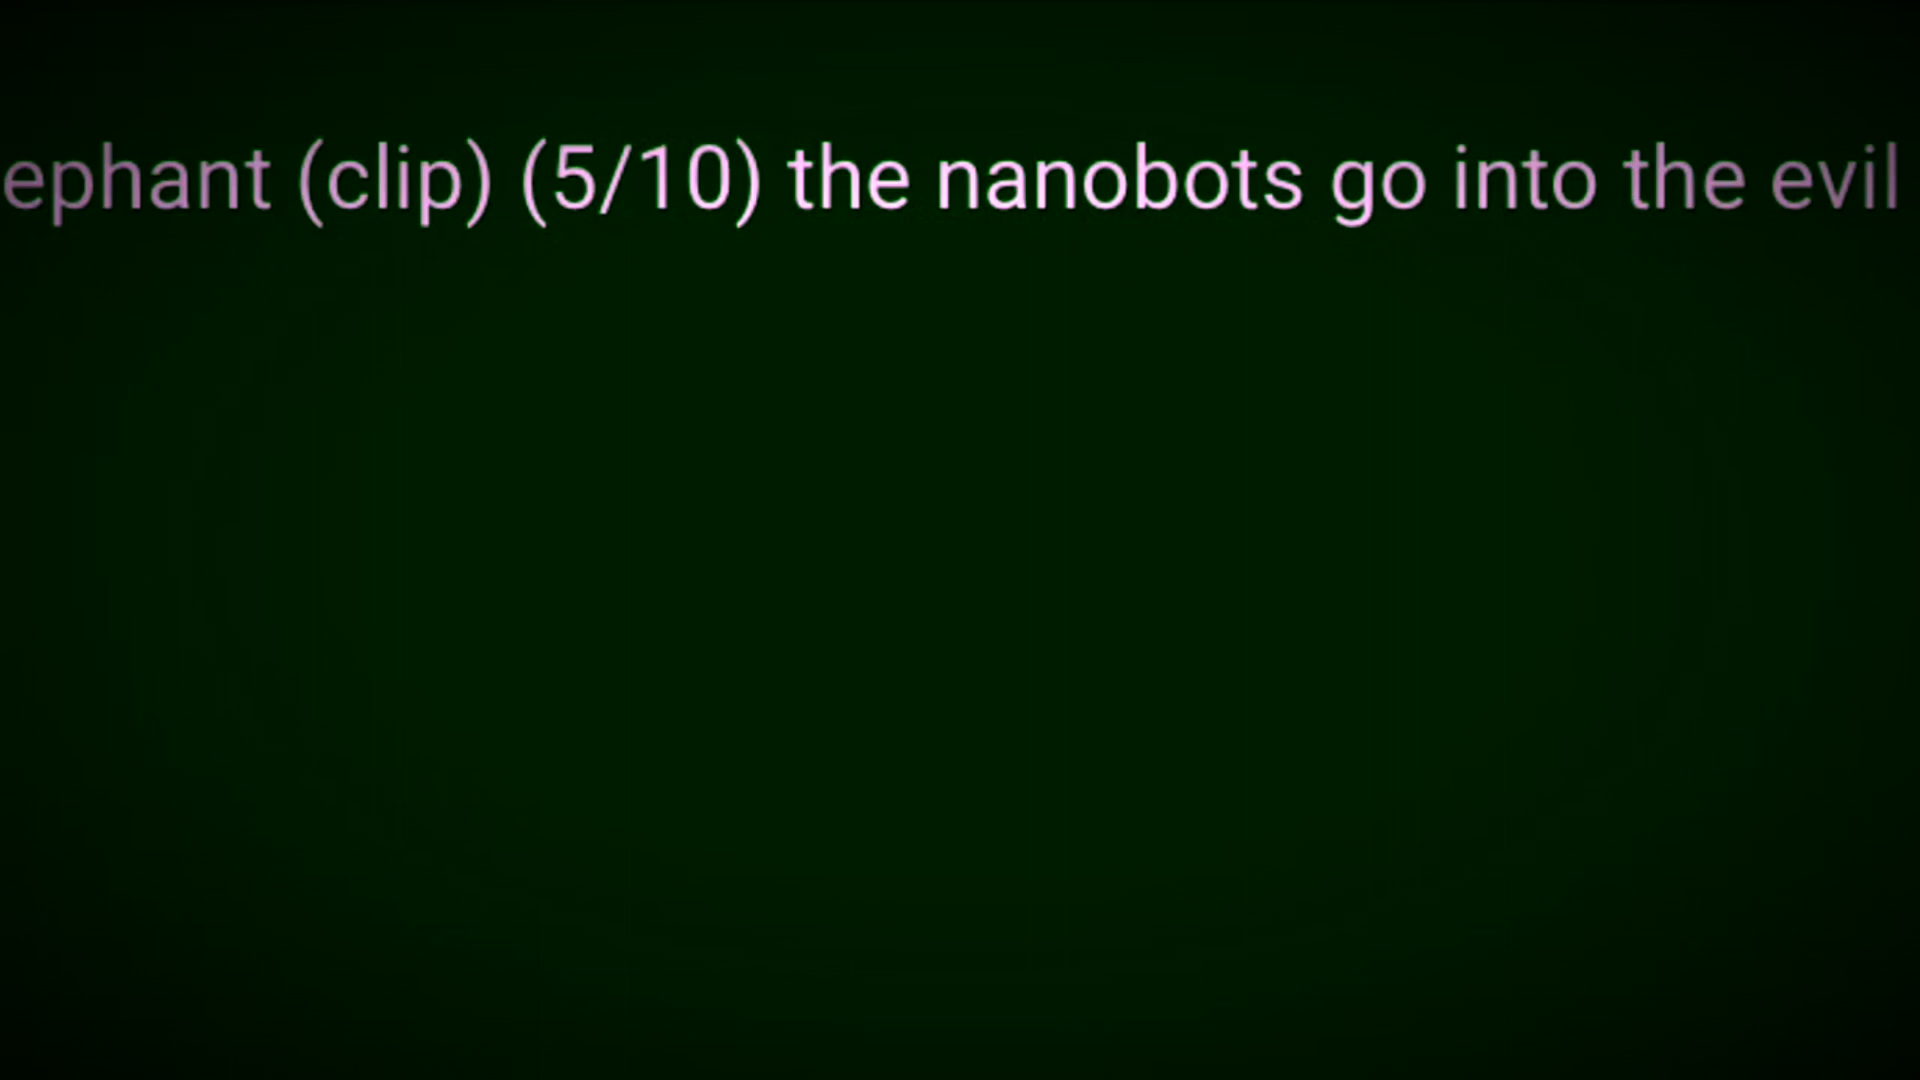 ephant (clip) (5/10) the nanobots go into the evil